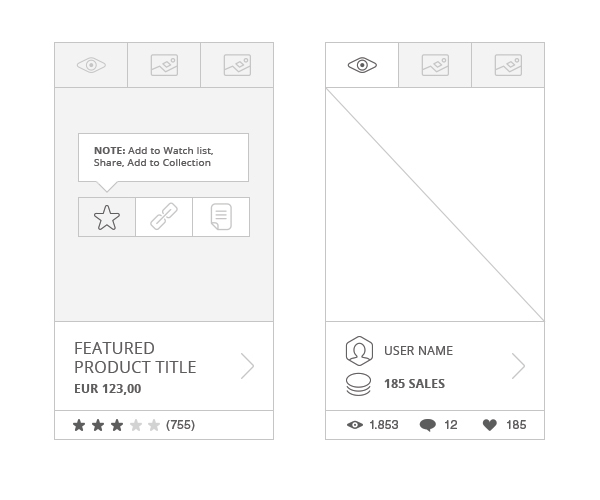 NOTE: Add to Watch list,
Share, Add to Collection
FEATURED
PRODUCT TITLE
EUR 123,00
(755)
USER NAME
185 SALES
1.853 12 185